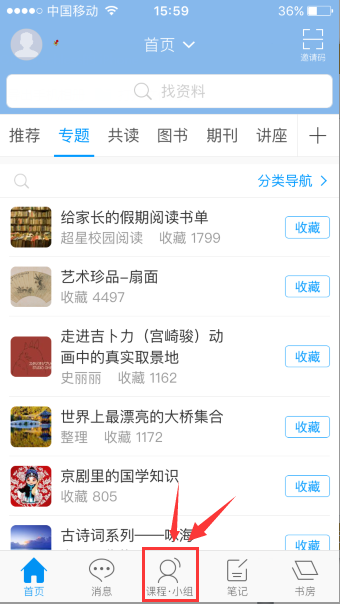 中国移动 15:59 36%
首页
邀请码
找资料
推荐 专题 共读 图书 期刊 讲座
分类导航
给家长的假期阅读书单
超星校园阅读 收藏 1799
收藏
艺术珍品-扇面
收藏 4497
收藏
走进吉卜力（宫崎骏）动
画中的真实取景地
史丽丽 收藏 1162
收藏
世界上最漂亮的大桥集合
整理 收藏 1172
收藏
京剧里的国学知识
收藏 805
收藏
古诗词系列——咏海
收藏
首页 消息 课程·小组 笔记 书房